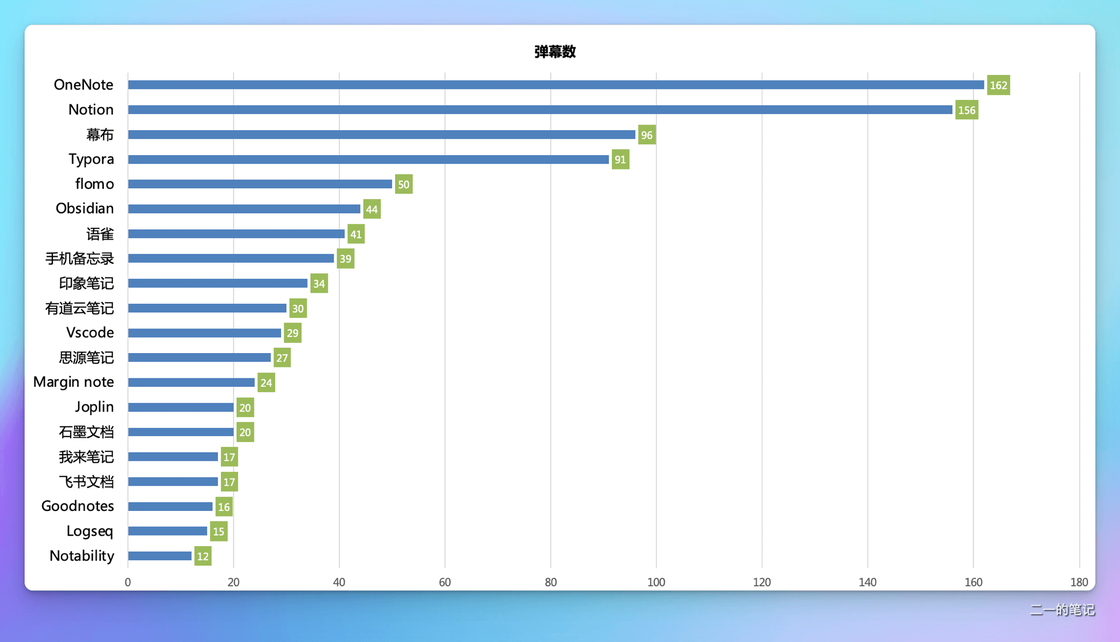 弹幕数
OneNote 162
Notion 156
幕布 96
Typora 91
flomo 50
Obsidian 44
语雀 41
手机备忘录 39
印象笔记 34
有道云笔记 30
Vscode 29
思源笔记 27
Margin note 24
Joplin 20
石墨文档 20
我来笔记 17
飞书文档 17
Goodnotes 16
Logseq 15
Notability 12
0 20 40 60 80 100 120 140 160 180
二一的笔记